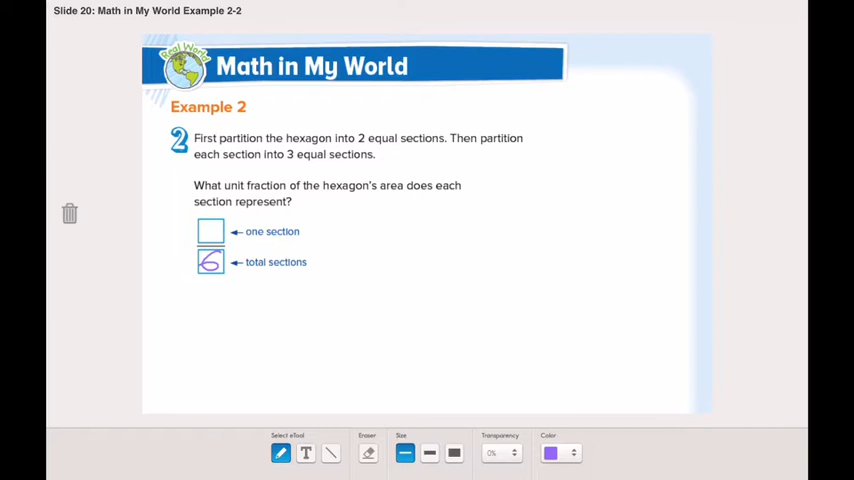 Slide 20: Math in My World Example 2-2
Real World
Math in My World
Example 2
2 First partition the hexagon into 2 equal sections. Then partition
each section into 3 equal sections.
What unit fraction of the hexagon's area does each
section represent?
one section
6 total sections
Select eTool
Eraser
Size
Transparency
Color
T
0%